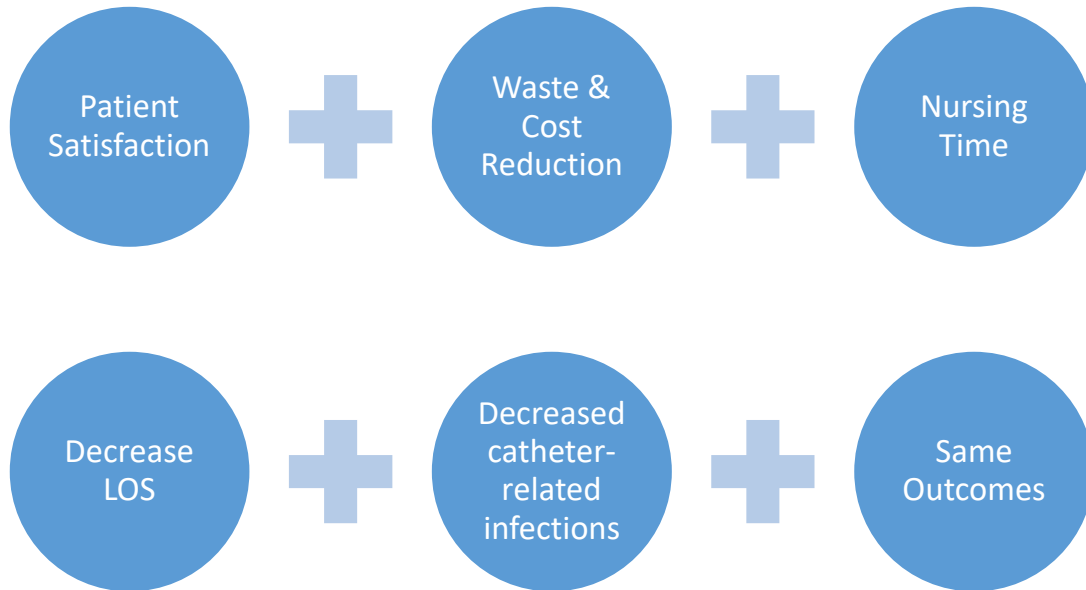 Patient
Satisfaction
Waste &
Cost
Reduction
Nursing
Time
Decrease
LOS
Decreased
catheter-
related
infections
Same
Outcomes